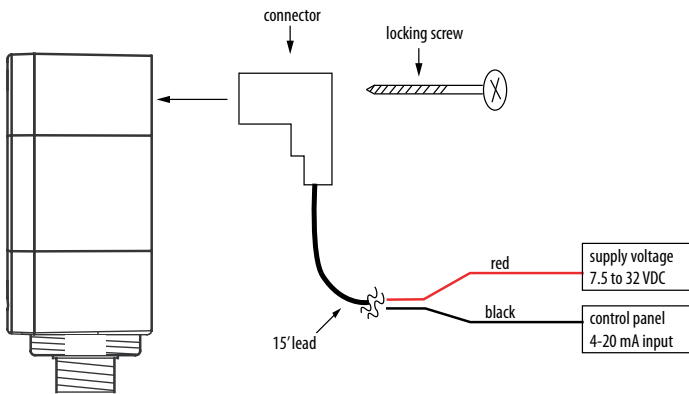 connector
locking screw
red
supply voltage
7.5 to 32 VDC
black
control panel
4-20 mA input
15’ lead